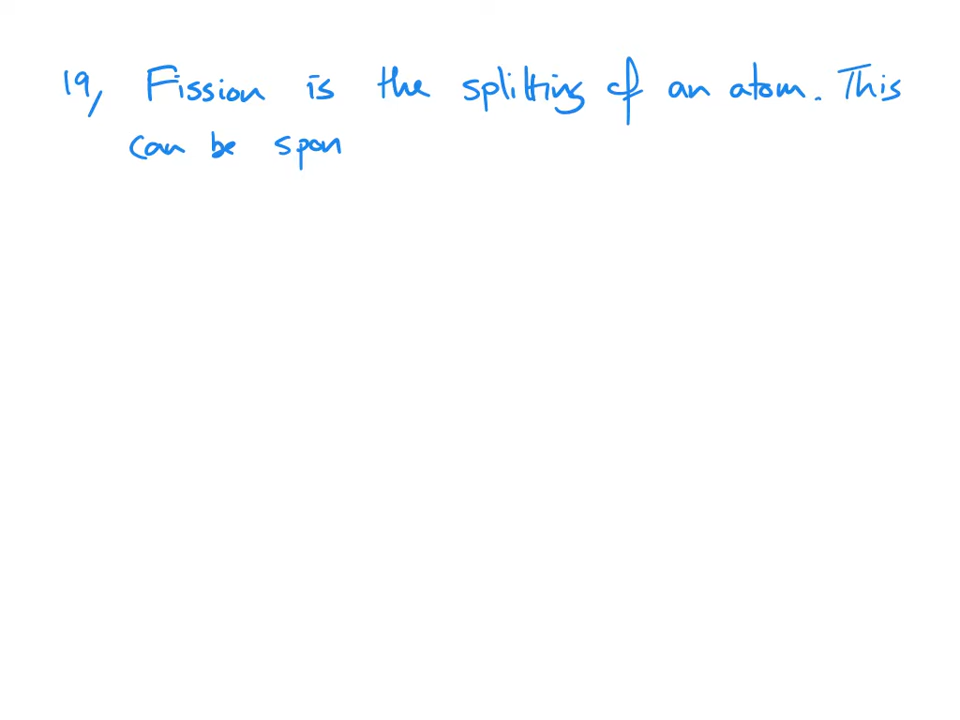 19, Fission is the splitting of an atom. This
can be spon